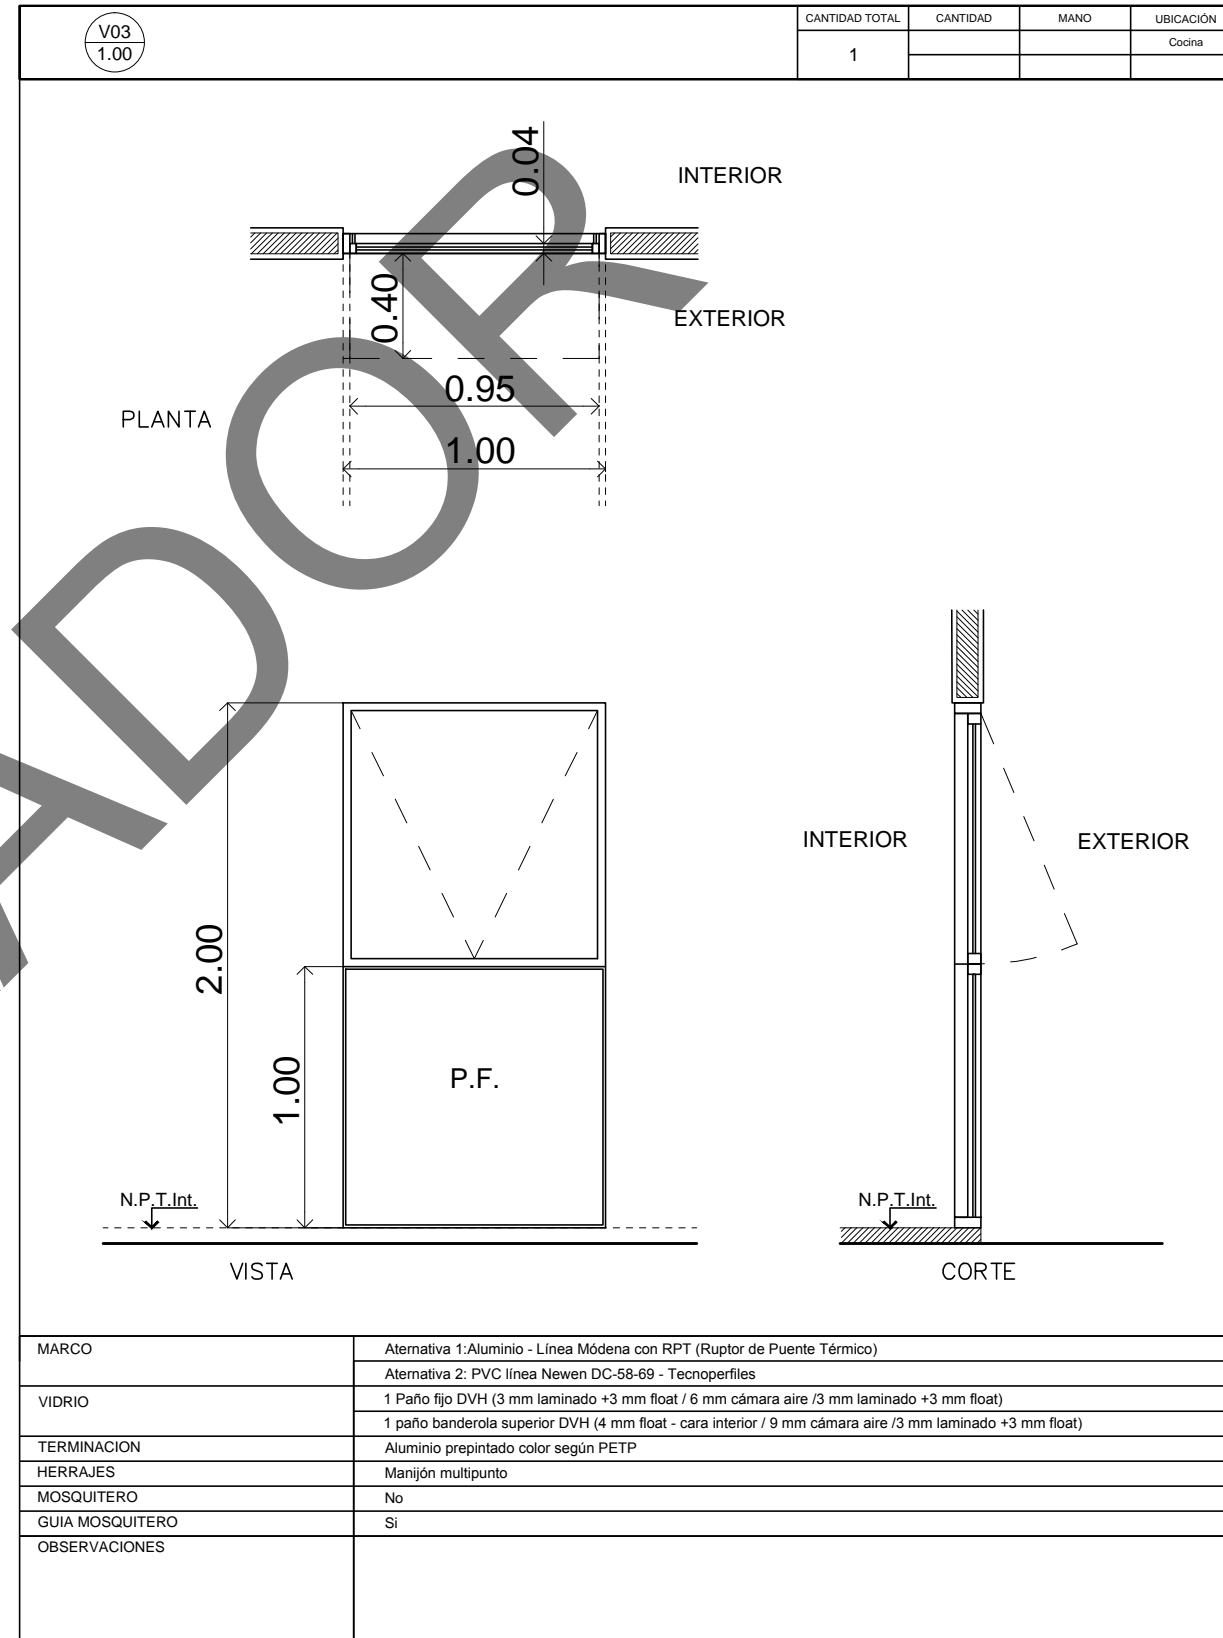 V03
1.00
CANTIDAD TOTAL CANTIDAD MANO UBICACIÓN
1 Cocina
0.04
INTERIOR
0.40
EXTERIOR
0.95
PLANTA
1.00
ADOR
INTERIOR EXTERIOR
2.00
1.00
P.F.
N.P.T.Int. N.P.T.Int.
VISTA CORTE
MARCO Aternativa 1:Aluminio - Línea Módena con RPT (Ruptor de Puente Térmico)
Aternativa 2: PVC línea Newen DC-58-69 - Tecnoperfiles
VIDRIO 1 Paño fijo DVH (3 mm laminado +3 mm float / 6 mm cámara aire /3 mm laminado +3 mm float)
1 paño banderola superior DVH (4 mm float - cara interior / 9 mm cámara aire /3 mm laminado +3 mm float)
TERMINACION Aluminio prepintado color según PETP
HERRAJES Manijón multipunto
MOSQUITERO No
GUIA MOSQUITERO Si
OBSERVACIONES